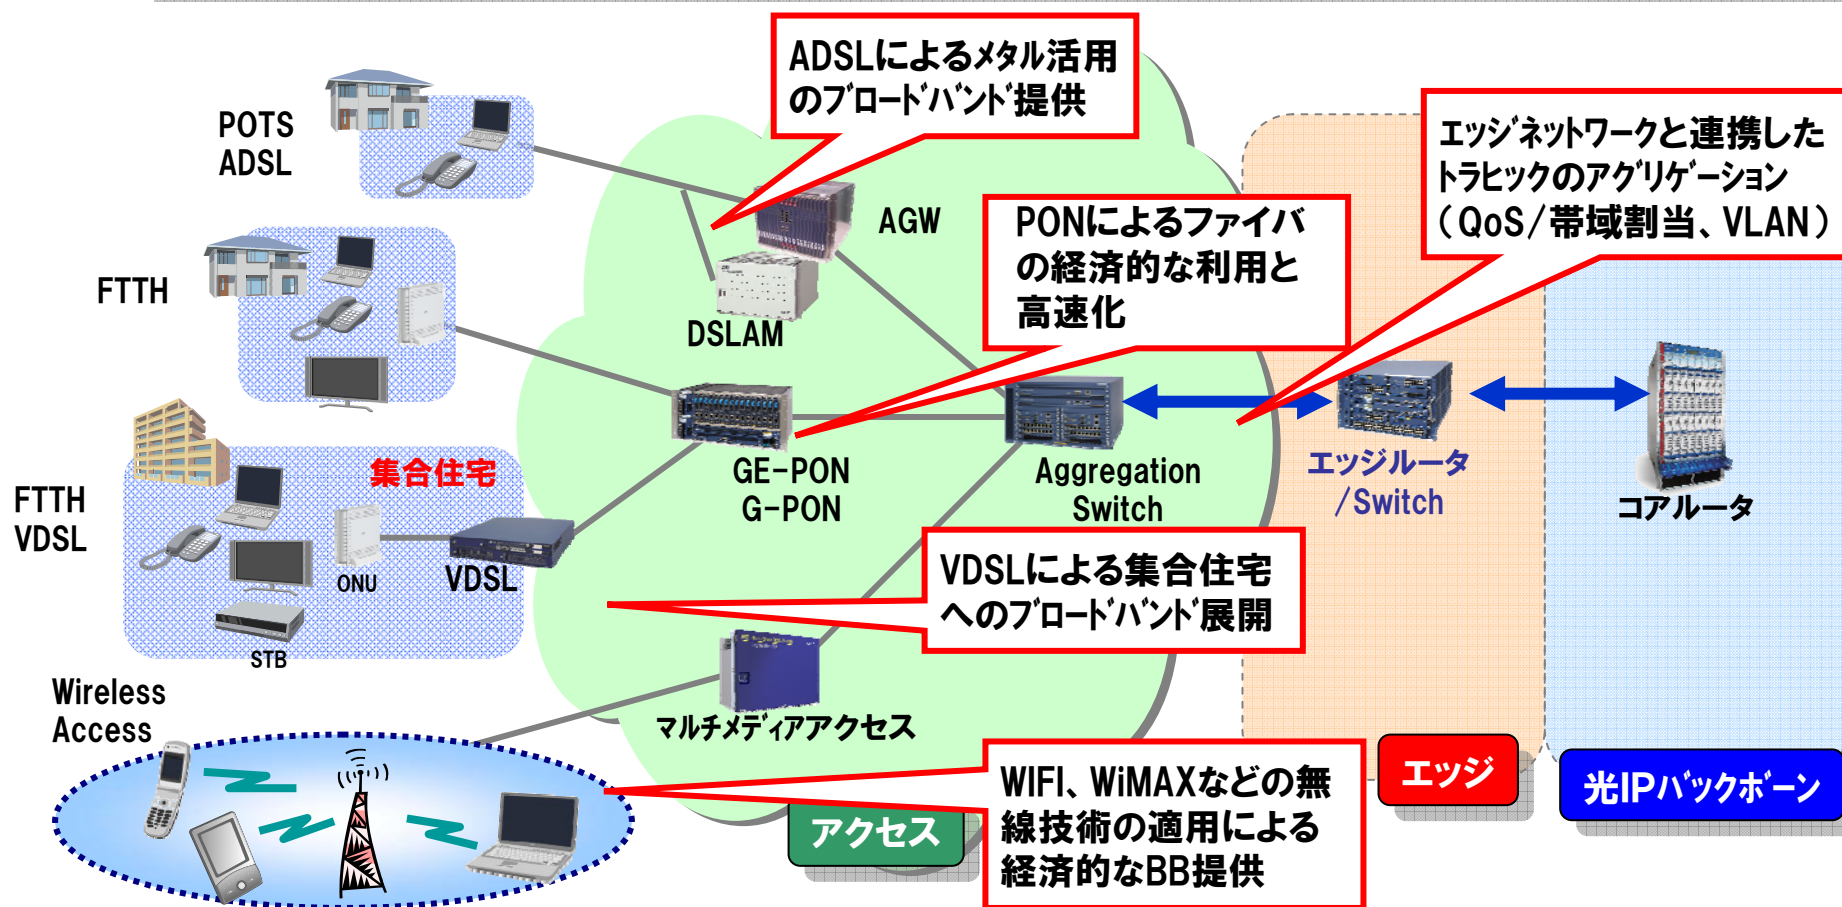 ADSLによるメタル活用
のブロードバンド提供
POTS
ADSL
エッジネットワークと連携した
トラヒックのアグリゲーション
（QoS/帯域割当、VLAN）
AGW
PONによるファイバ
の経済的な利用と
高速化
FTTH
DSLAM
集合住宅
GE-PON
G-PON
Aggregation
Switch
エッジルータ
/Switch
コアルータ
FTTH
VDSL
ONU
VDSL
STB
VDSLによる集合住宅
へのブロードバンド展開
Wireless
Access
マルチメディアアクセス
WIFI、WiMAXなどの無
線技術の適用による
経済的なBB提供
アクセス
エッジ
光IPバックボーン